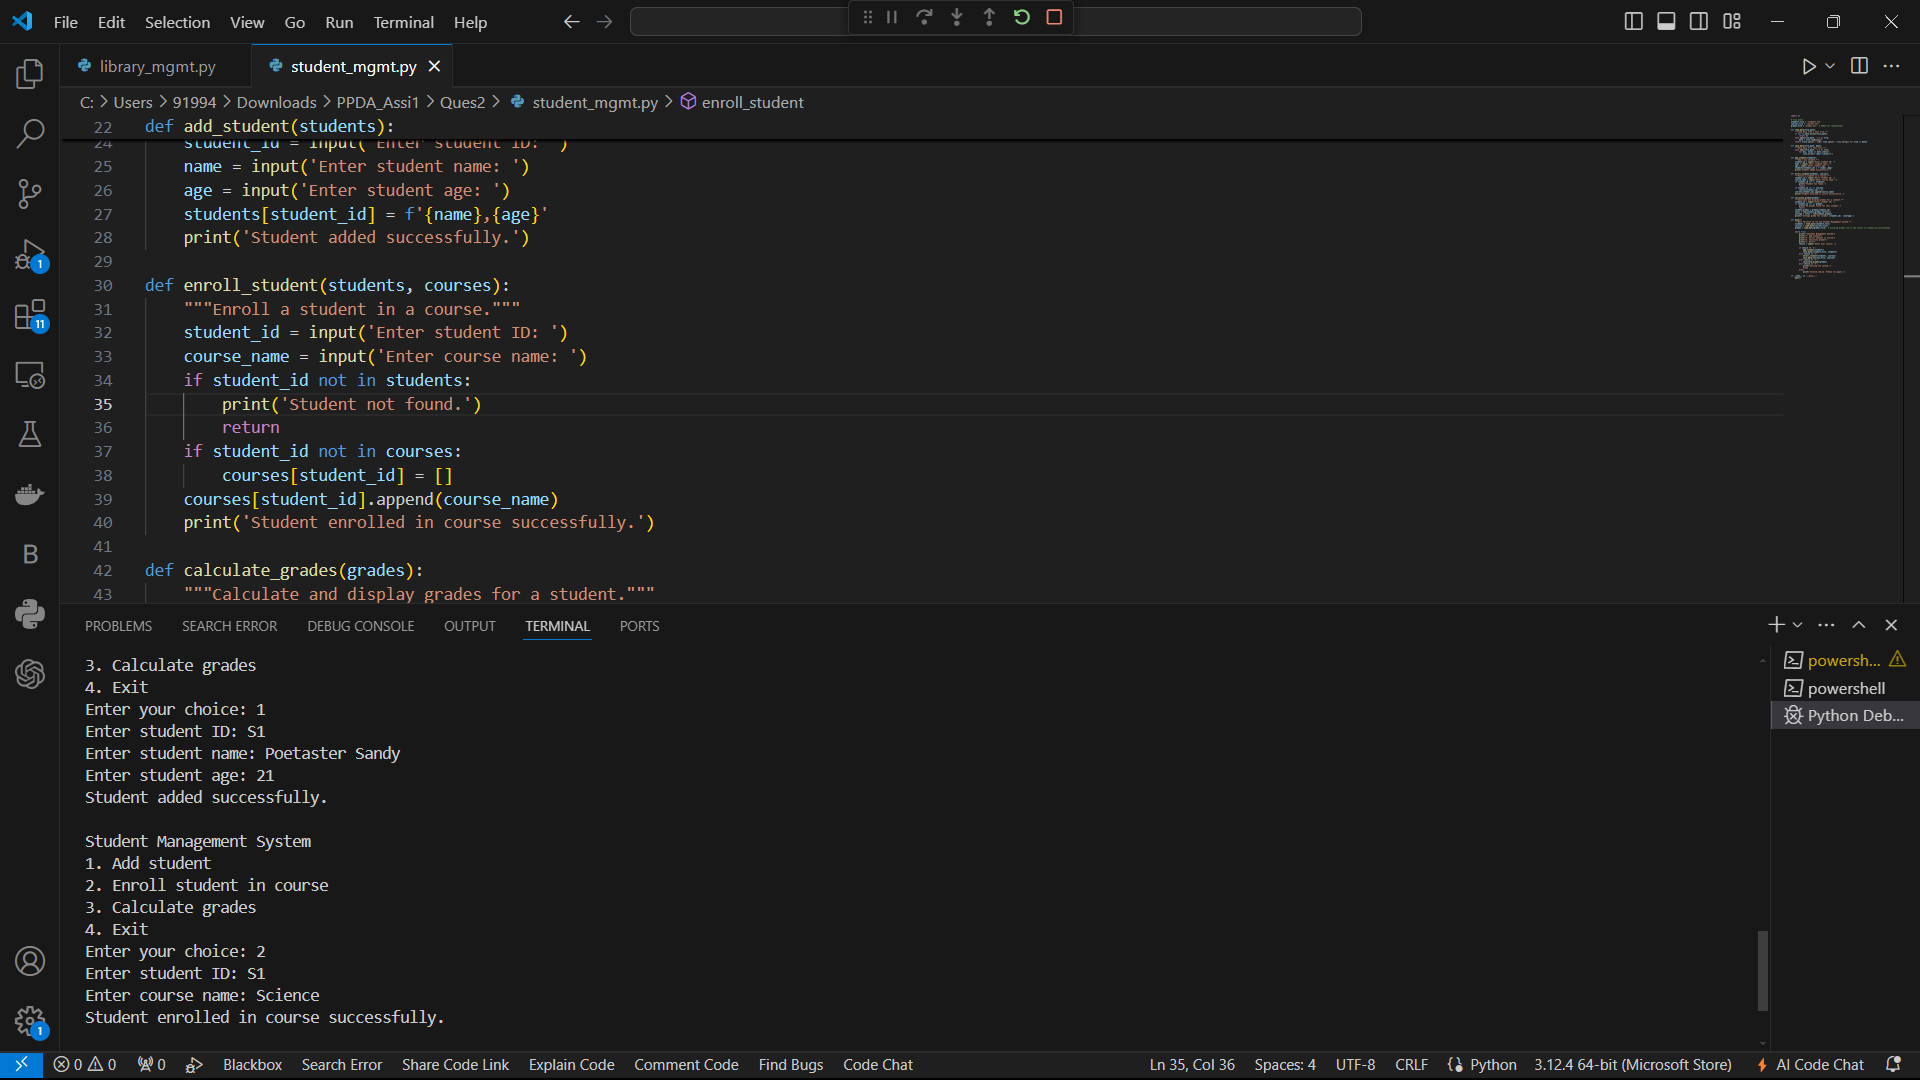 File Edit Selection View Go Run Terminal Help
library_mgmt.py
student_mgmt.py
C: > Users > 91994 > Downloads > PPDA_Assi1 > Ques2 > student_mgmt.py > enroll_student
22 def add_student(students):
24 student_id = input('Enter student ID: ')
25 name = input('Enter student name: ')
26 age = input('Enter student age: ')
27 students[student_id] = f'{name},{age}'
28 print('Student added successfully.')
29
30 def enroll_student(students, courses):
31 """Enroll a student in a course."""
32 student_id = input('Enter student ID: ')
33 course_name = input('Enter course name: ')
34 if student_id not in students:
35 print('Student not found.')
36 return
37 if student_id not in courses:
38 courses[student_id] = []
39 courses[student_id].append(course_name)
40 print('Student enrolled in course successfully.')
41
42 def calculate_grades(grades):
43 """Calculate and display grades for a student."""
1
11
B
1
PROBLEMS SEARCH ERROR DEBUG CONSOLE OUTPUT TERMINAL PORTS
3. Calculate grades
4. Exit
Enter your choice: 1
Enter student ID: S1
Enter student name: Poetaster Sandy
Enter student age: 21
Student added successfully.
Student Management System
1. Add student
2. Enroll student in course
3. Calculate grades
4. Exit
Enter your choice: 2
Enter student ID: S1
Enter course name: Science
Student enrolled in course successfully.
powersh...
powershell
Python Deb...
0 0 0 Blackbox Search Error Share Code Link Explain Code Comment Code Find Bugs Code Chat Ln 35, Col 36 Spaces: 4 UTF-8 CRLF Python 3.12.4 64-bit (Microsoft Store) AI Code Chat